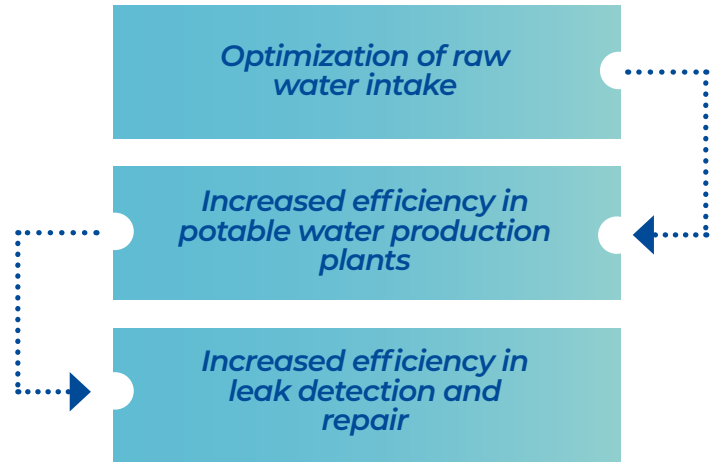 Optimization of raw
water intake
Increased efficiency in
potable water production
plants
Increased efficiency in
leak detection and
repair